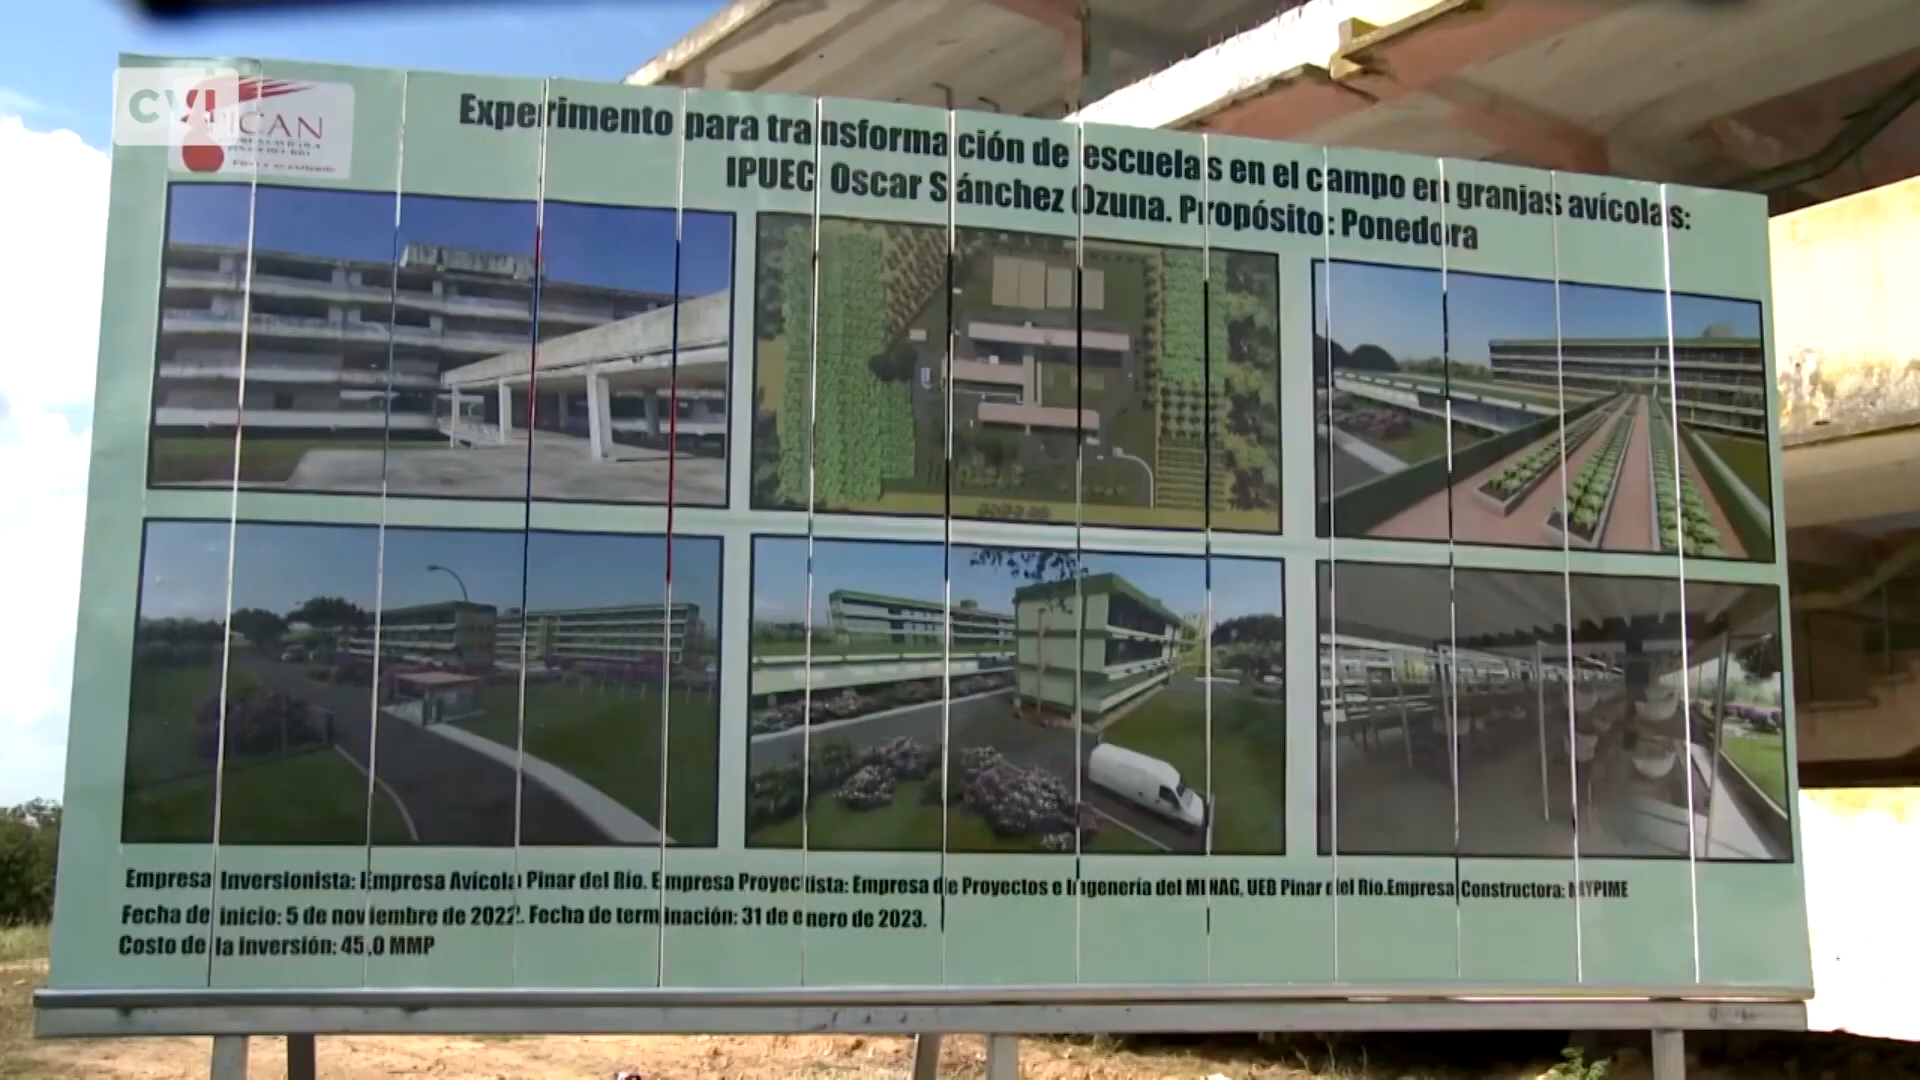 CVi
ICAN
Experimento para transformación de escuelas en el campo en granjas avícolas:
IPUEC Oscar Sánchez Ozuna. Propósito: Ponedora
Empresa Inversionista: Empresa Avícola Pinar del Río. Empresa Proyectista: Empresa de Proyectos e Ingenería del MINAG, UEB Pinar del Río.Empresa Constructora: MYPIME
Fecha de inicio: 5 de noviembre de 2022. Fecha de terminación: 31 de enero de 2023.
Costo de la inversión: 45,0 MMP